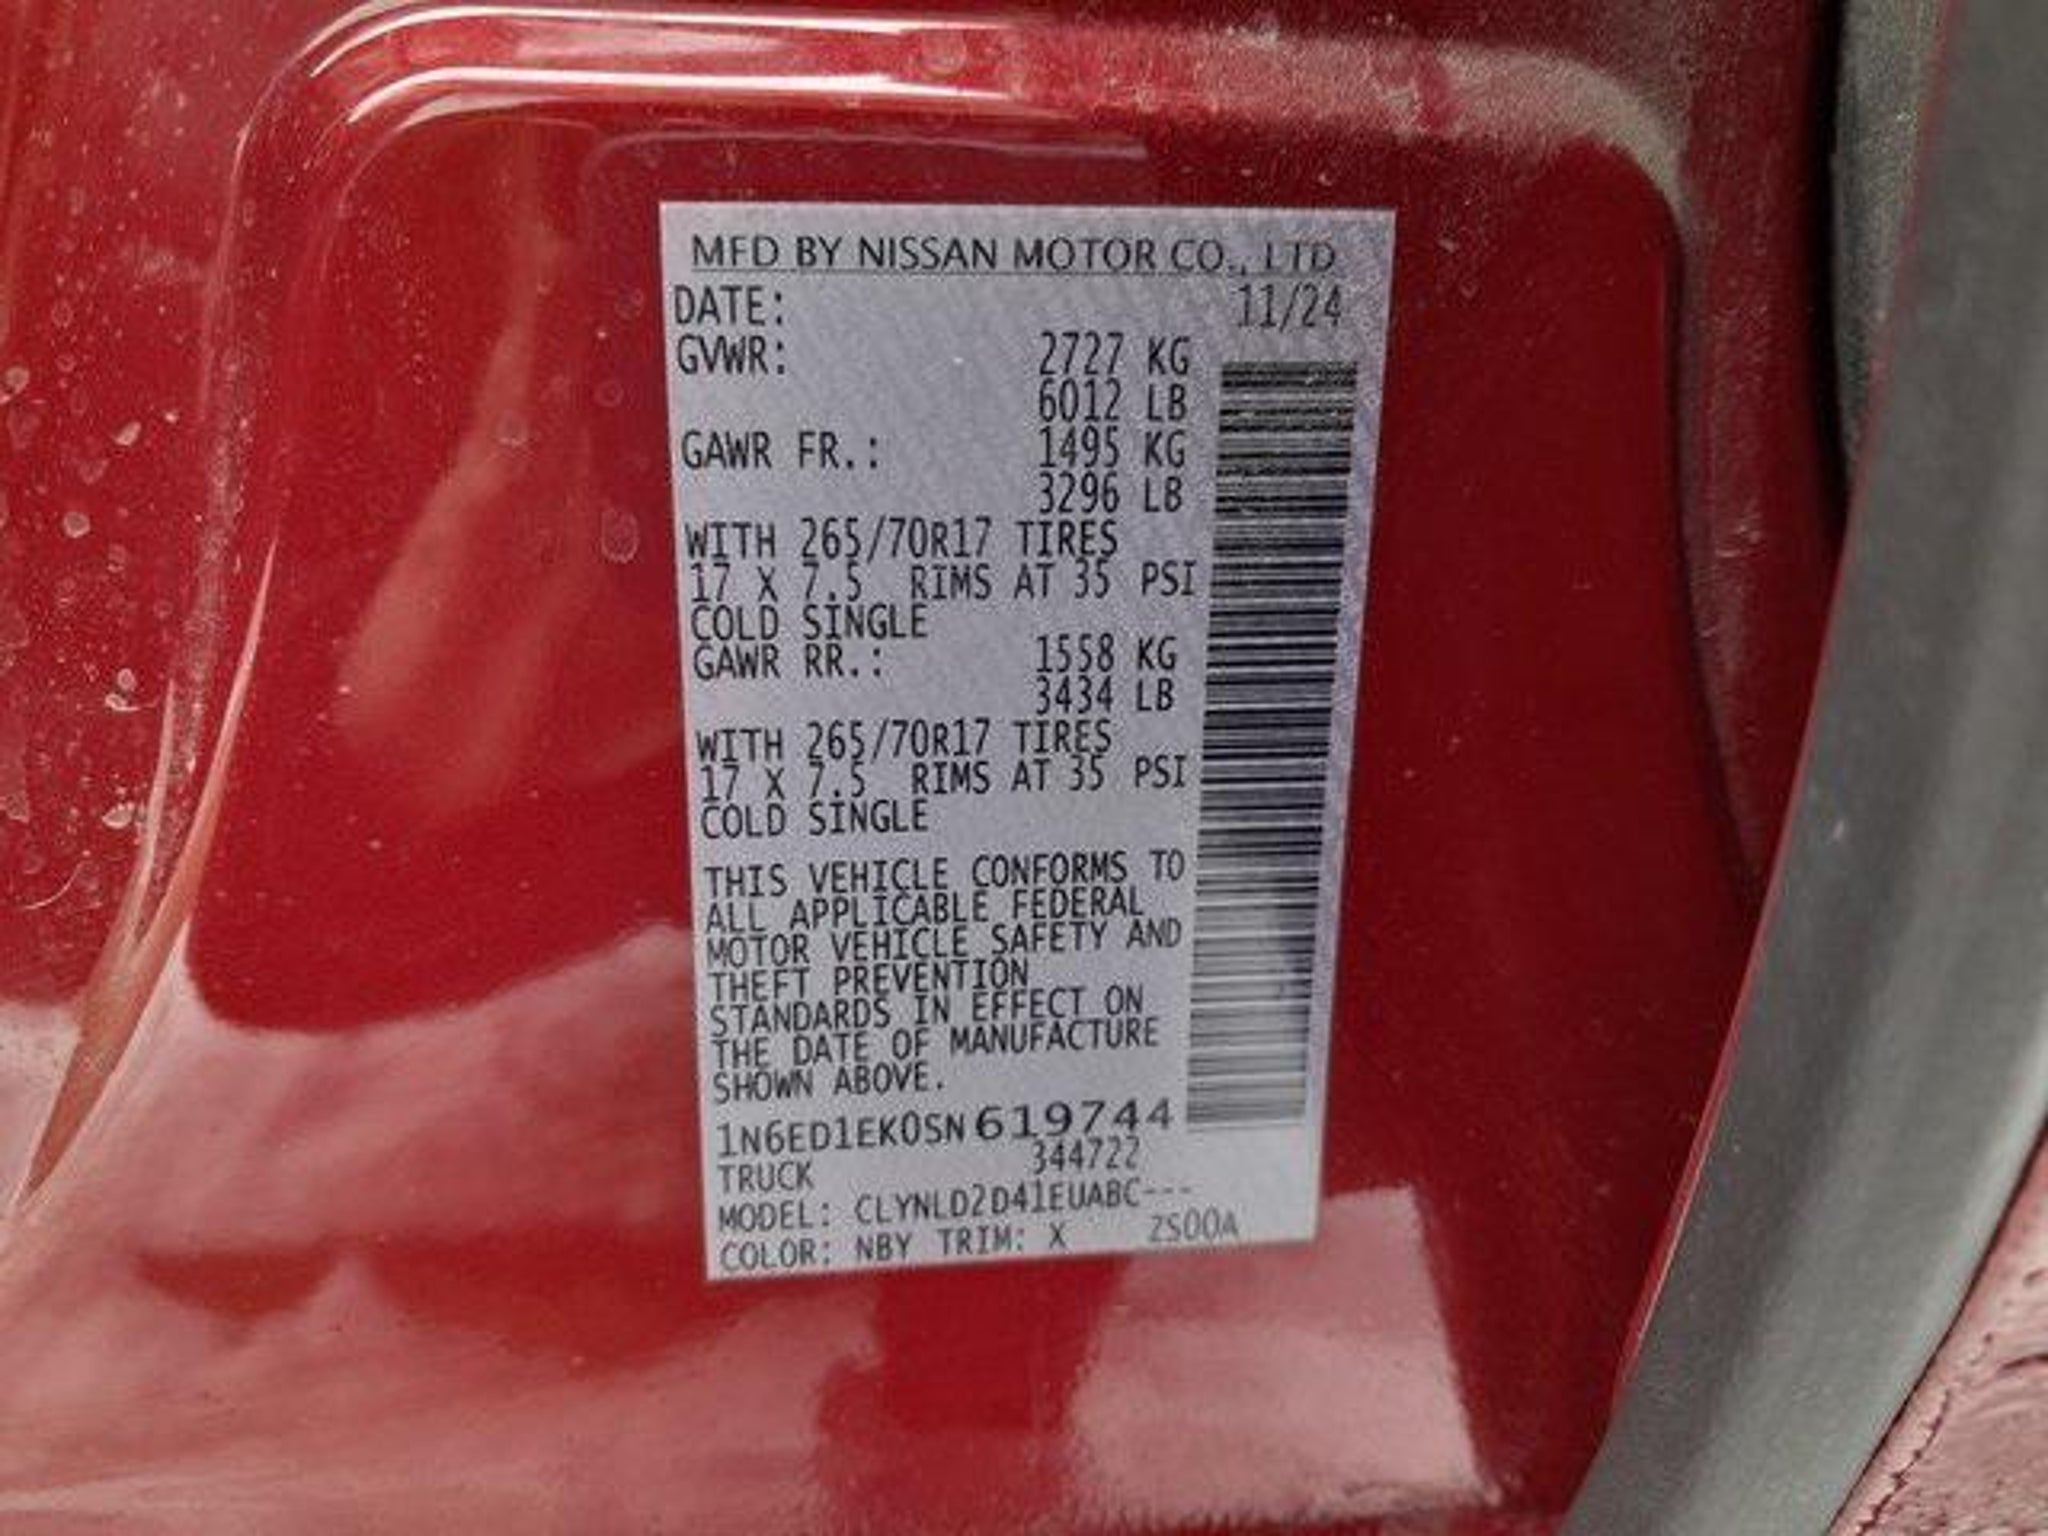 MFD BY NISSAN MOTOR CO., LTD
DATE: 11/24
GVWR: 2727 KG
6012 LB
GAWR FR.: 1495 KG
3296 LB
WITH 265/70R17 TIRES
17 X 7.5 RIMS AT 35 PSI
COLD SINGLE
GAWR RR.: 1558 KG
3434 LB
WITH 265/70R17 TIRES
17 X 7.5 RIMS AT 35 PSI
COLD SINGLE
THIS VEHICLE CONFORMS TO
ALL APPLICABLE FEDERAL
MOTOR VEHICLE SAFETY AND
THEFT PREVENTION
STANDARDS IN EFFECT ON
THE DATE OF MANUFACTURE
SHOWN ABOVE.
1N6ED1EK0SN619744
TRUCK 344722
MODEL: CLYNLD2D41EUABC---
COLOR: NBY TRIM: X ZS00A